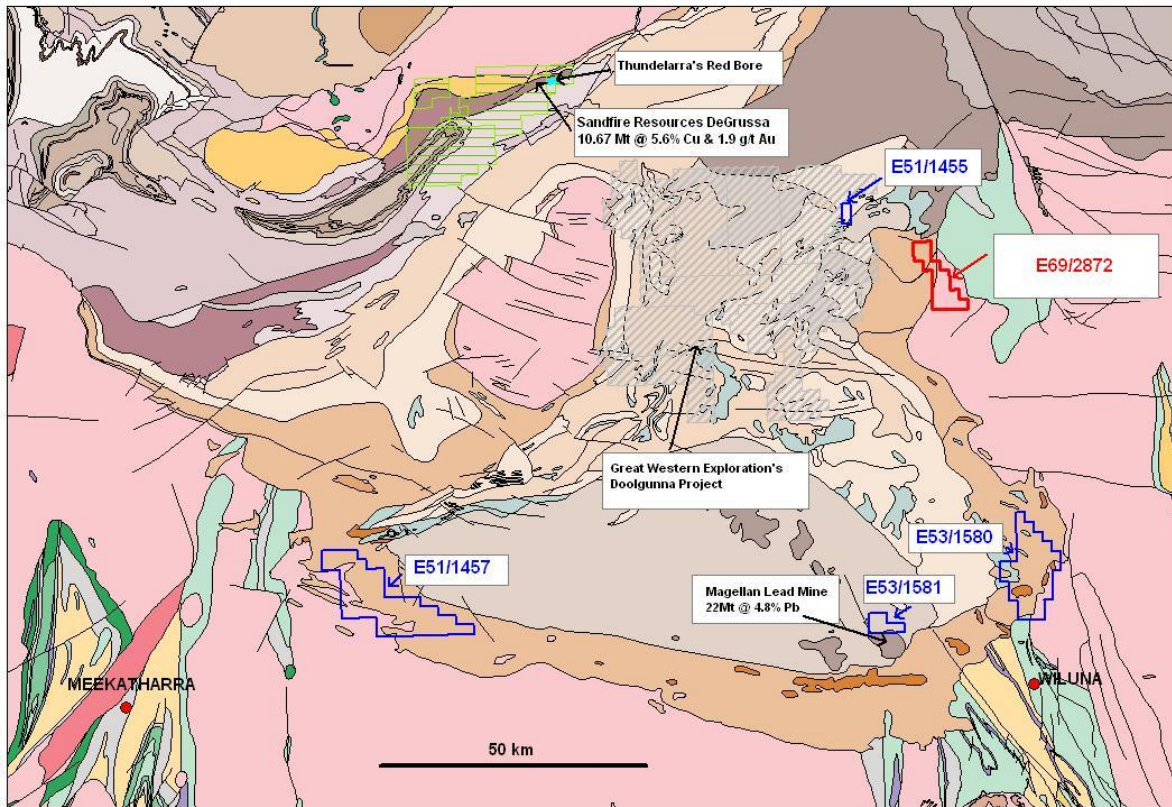 Thundelarra's Red Bore
Sandfire Resources DeGrussa
10.67 Mt @ 5.6% Cu & 1.9 g/t Au
E51/1455
E69/2872
Great Western Exploration's
Doolgunna Project
E53/1580
E51/1457
E53/1581
Magellan Lead Mine
22Mt @ 4.8% Pb
MEEKATHARRA
WILUNA
50 km